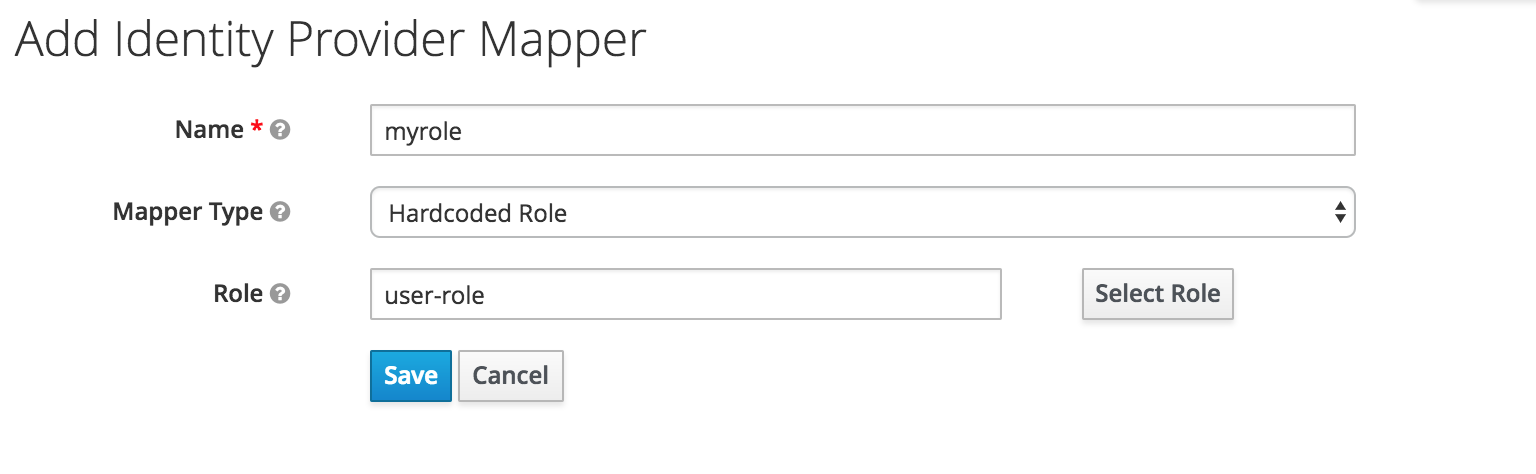 Add Identity Provider Mapper
Name * ?
myrole
Mapper Type ?
Hardcoded Role
Role ?
user-role
Select Role
Save
Cancel